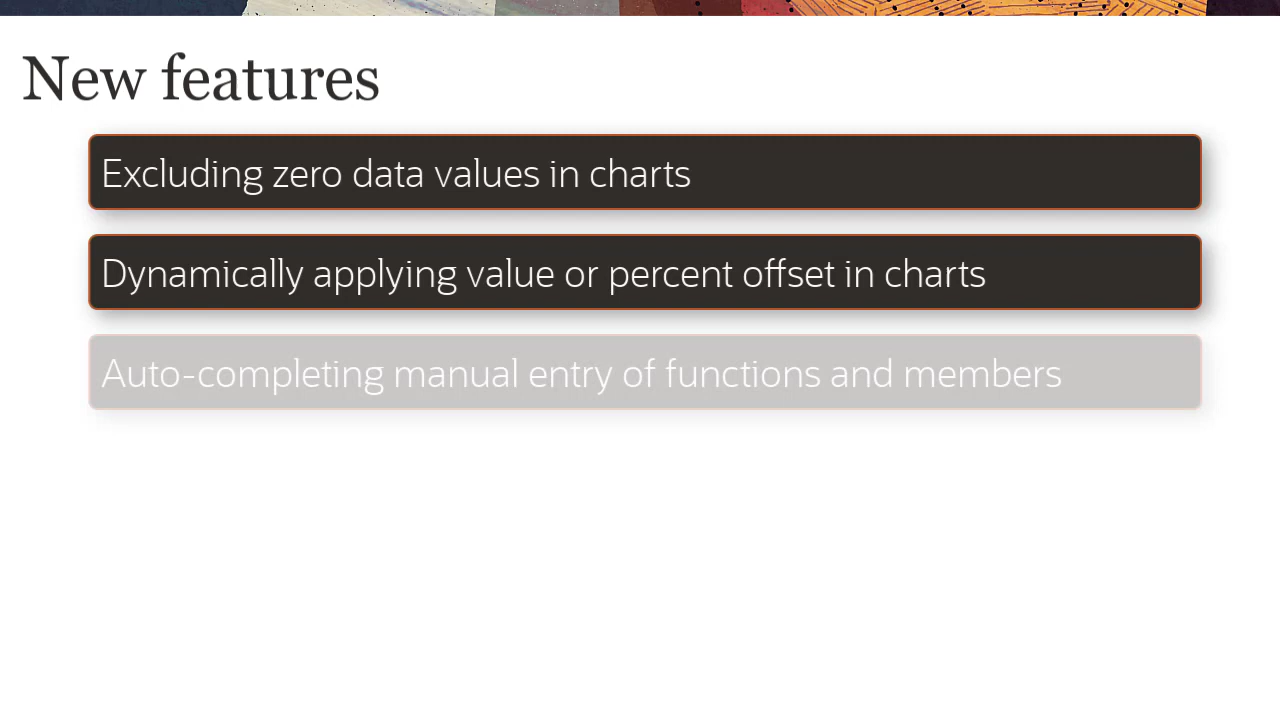 New features
Excluding zero data values in charts
Dynamically applying value or percent offset in charts
Auto-completing manual entry of functions and members